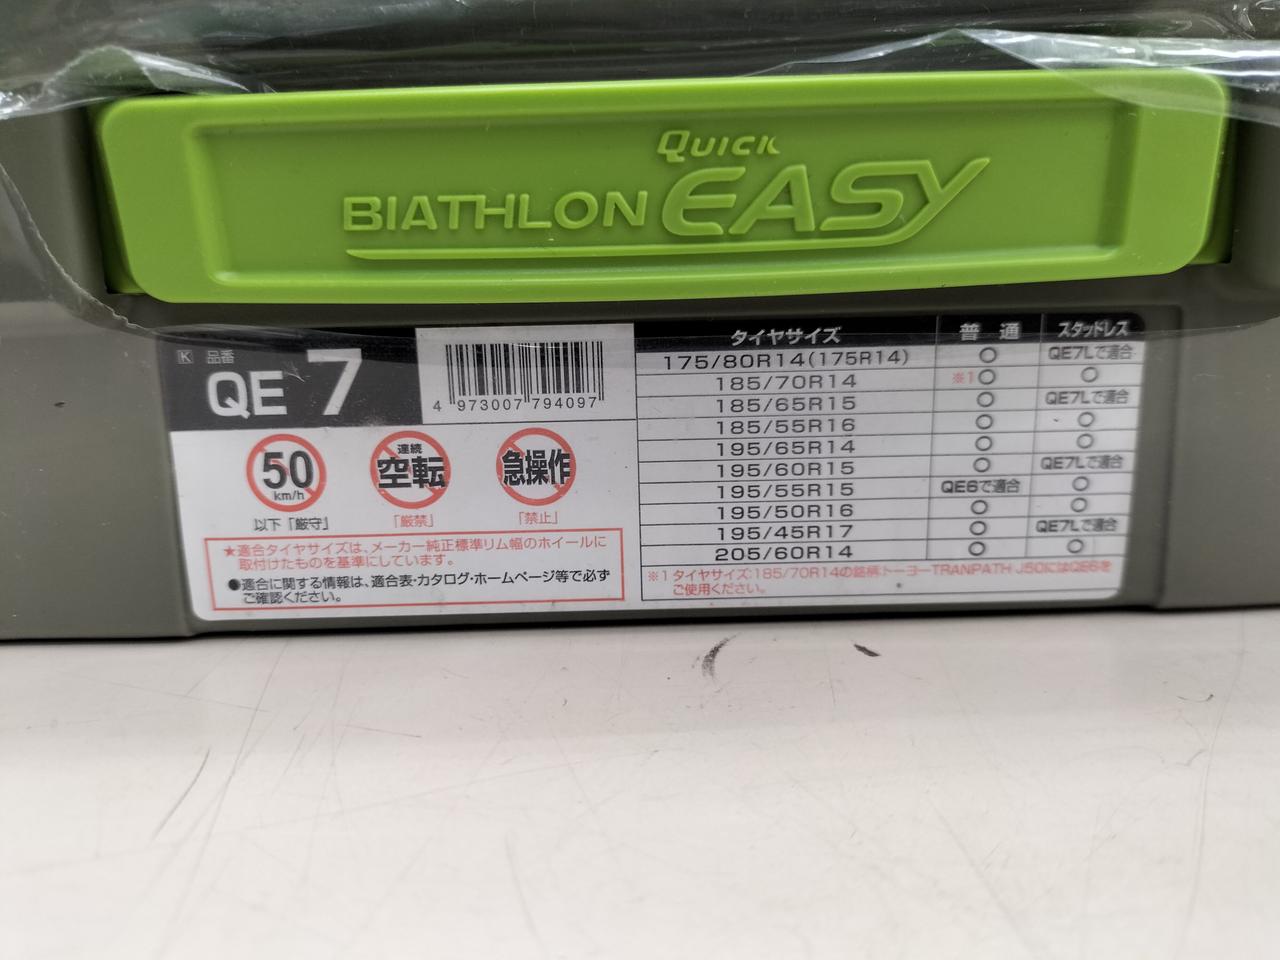 QUICK
BIATHLON EASY
K 品番
QE 7
4 973007 794097
50
km/h
以下「厳守」
連続
空転
「厳禁」
急操作
「禁止」
★適合タイヤサイズは、メーカー純正標準リム幅のホイールに
取付けたものを基準にしています。
●適合に関する情報は、適合表・カタログ・ホームページ等で必ず
ご確認ください。
タイヤサイズ 普通 スタッドレス
175/80R14(175R14) ○ QE7Lで適合
185/70R14 ※1○ ○
185/65R15 ○ QE7Lで適合
185/55R16 ○ ○
195/65R14 ○ ○
195/60R15 ○ QE7Lで適合
195/55R15 QE6で適合 ○
195/50R16 ○ ○
195/45R17 ○ QE7Lで適合
205/60R14 ○ ○
※1 タイヤサイズ:185/70R14の銘柄トーヨーTRANPATH J50にはQE6を
ご使用ください。